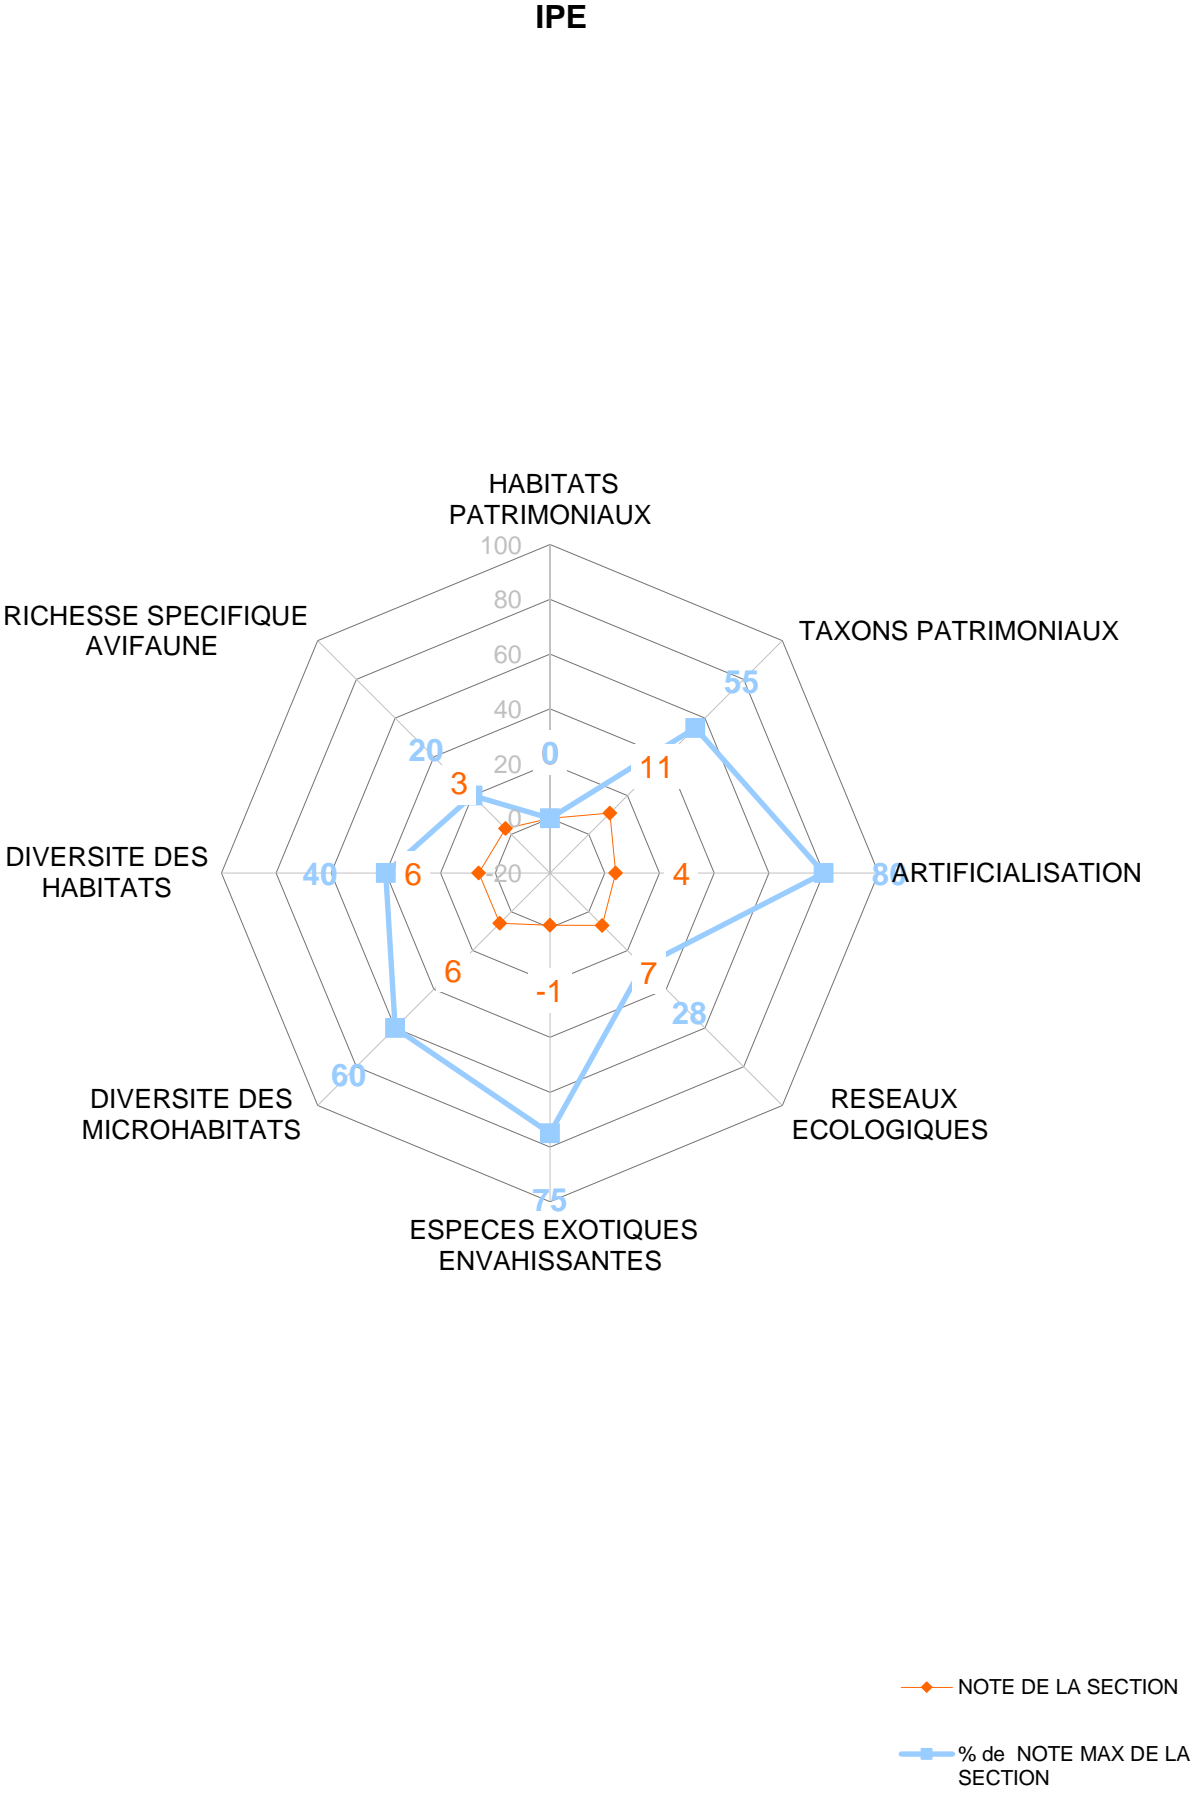 IPE
HABITATS
PATRIMONIAUX
100
80
60
40
20
0
-20
RICHESSE SPECIFIQUE
AVIFAUNE
TAXONS PATRIMONIAUX
55
20
0
3
11
DIVERSITE DES
HABITATS
40
6
4
80
ARTIFICIALISATION
6
-1
7
28
60
DIVERSITE DES
MICROHABITATS
RESEAUX
ECOLOGIQUES
75
ESPECES EXOTIQUES
ENVAHISSANTES
NOTE DE LA SECTION
% de  NOTE MAX DE LA
SECTION